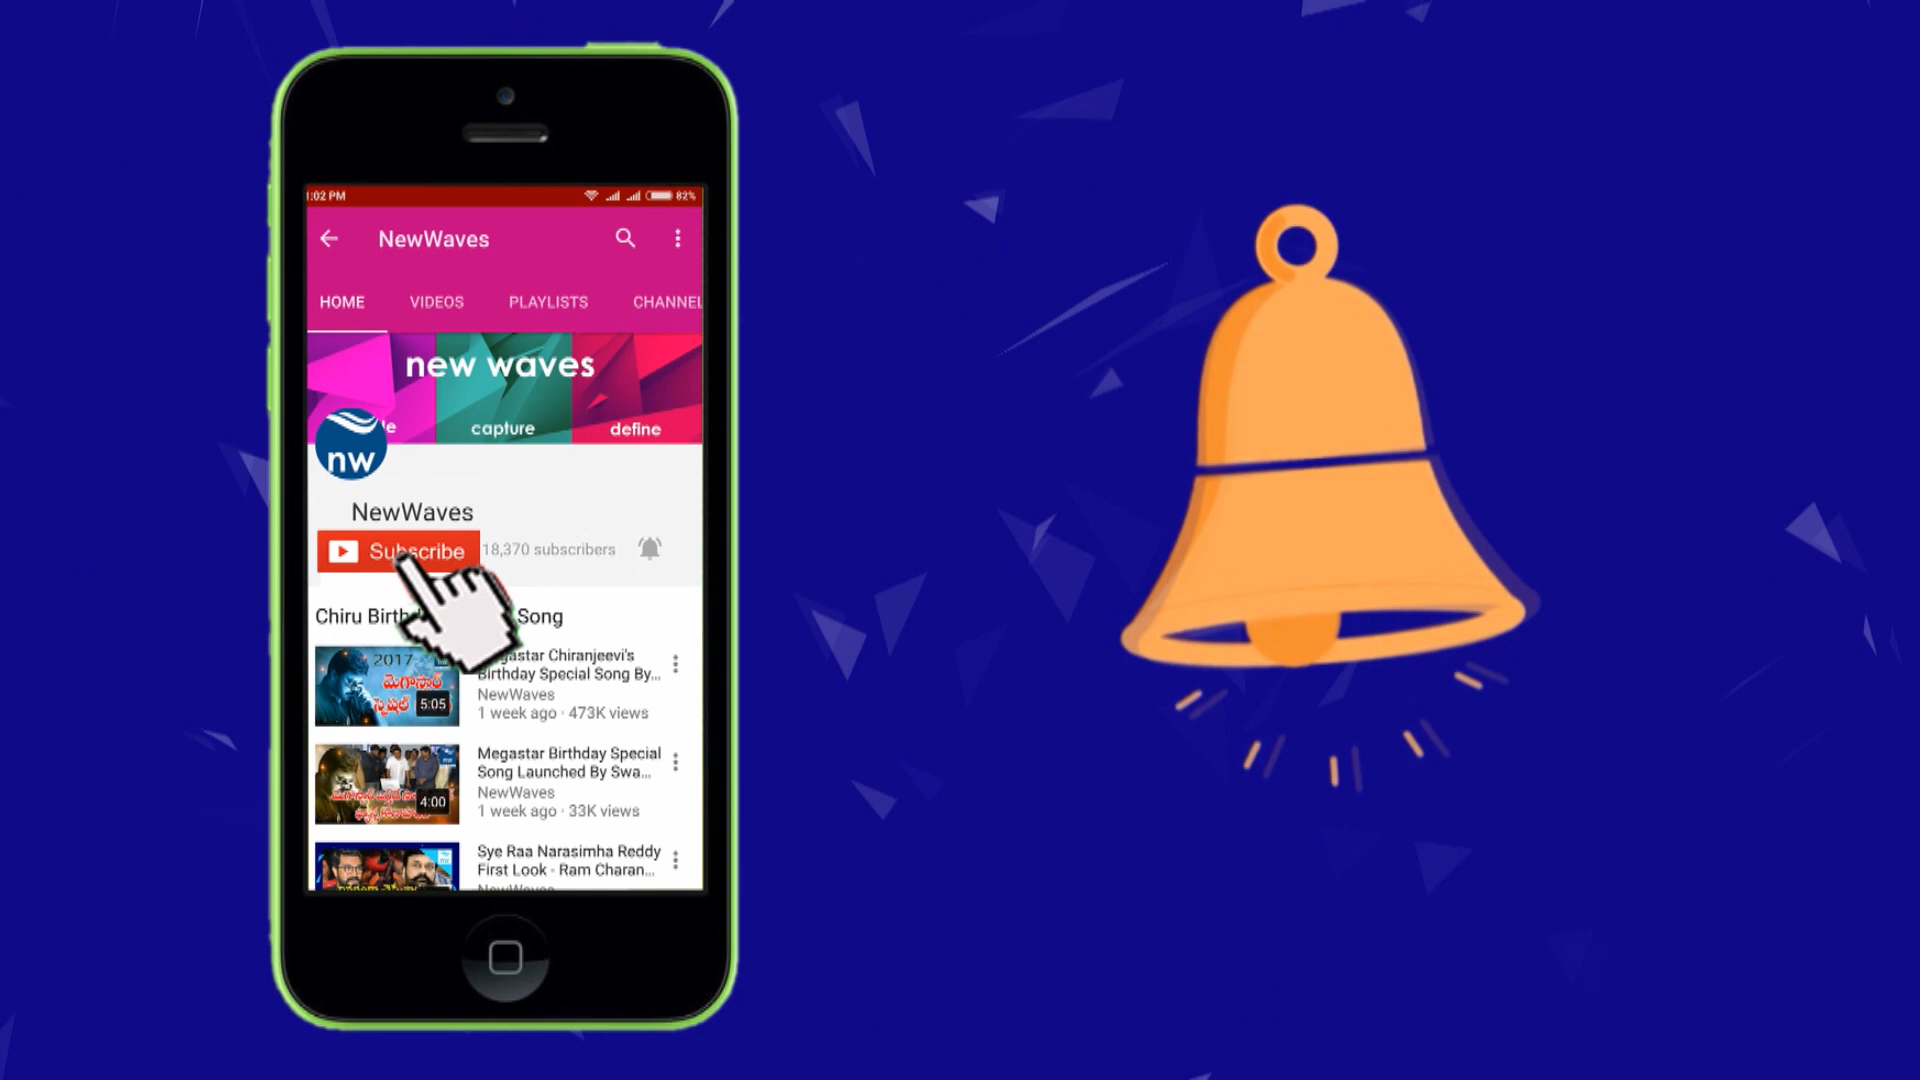 1:02 PM
82%
NewWaves
HOME VIDEOS PLAYLISTS CHANNEL
new waves
capture define
nw
NewWaves
Subscribe 18,370 subscribers
Chiru Song
Chiranjeevi's
Birthday Special Song By...
NewWaves
1 week ago · 473K views
2017
మెగాస్టార్
స్పెషల్
5:05
Megastar Birthday Special
Song Launched By Swa...
NewWaves
1 week ago · 33K views
4:00
Sye Raa Narasimha Reddy
First Look - Ram Charan...